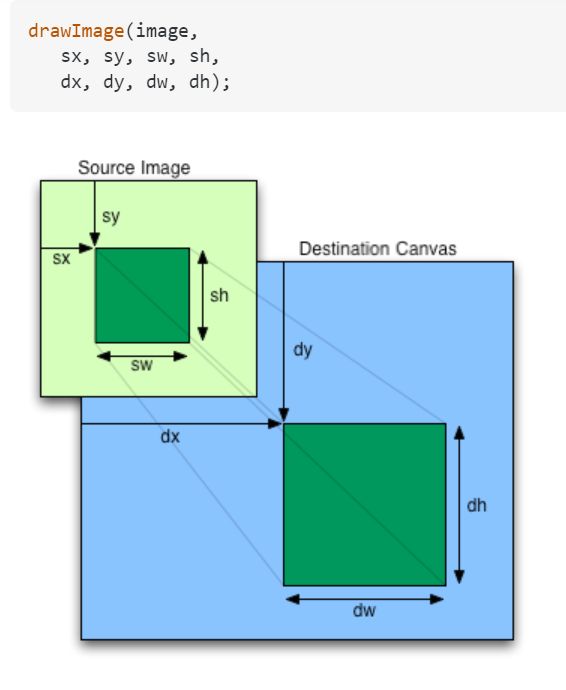 drawImage(image,
sx, sy, sw, sh,
dx, dy, dw, dh);
Source Image
sy
sx
Destination Canvas
sh
dy
sw
dx
dh
dw